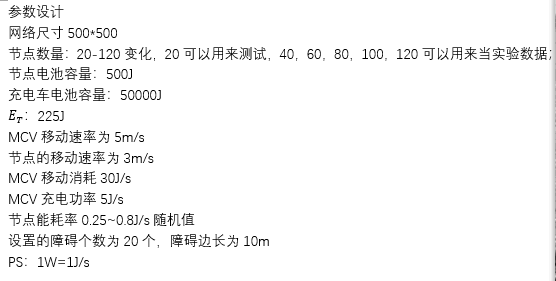 参数设计
网络尺寸 500*500
节点数量：20-120 变化，20 可以用来测试，40，60，80，100，120 可以用来当实验数据；
节点电池容量：500J
充电车电池容量：50000J
E_T：225J
MCV 移动速率为 5m/s
节点的移动速率为 3m/s
MCV 移动消耗 30J/s
MCV 充电功率 5J/s
节点能耗率 0.25~0.8J/s 随机值
设置的障碍个数为 20 个，障碍边长为 10m
PS：1W=1J/s